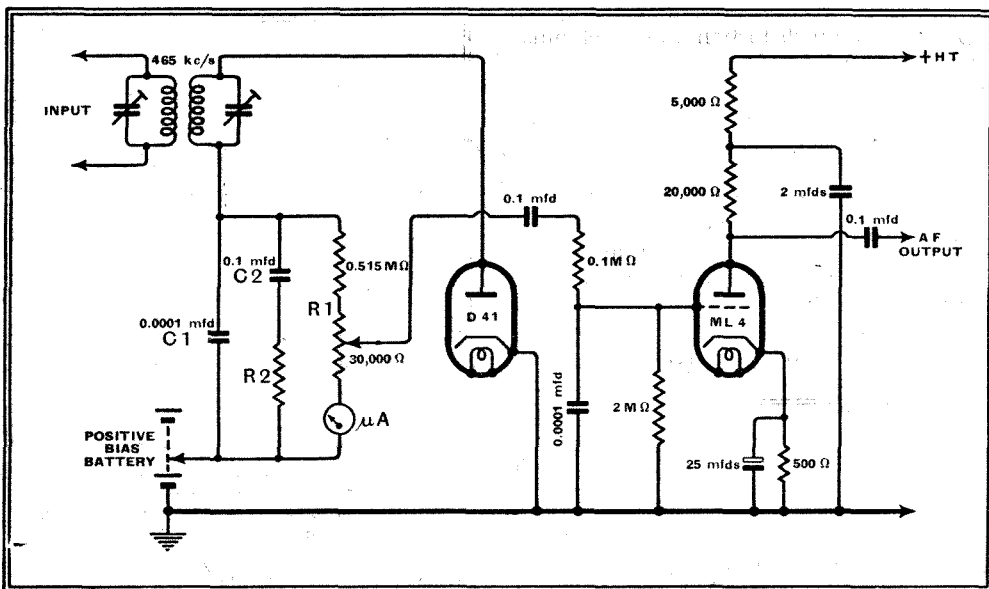 465 kc/s
+HT
INPUT
5,000 Ω
20,000 Ω
2 mfds
0.1 mfd
0.1 mfd
AF
OUTPUT
0.1 mfd
C2
0.515 MΩ
0.1MΩ
D 41
ML 4
R1
0.0001 mfd
C1
30,000 Ω
R2
0.0001 mfd
2 MΩ
μA
POSITIVE
BIAS
BATTERY
25 mfds
500 Ω